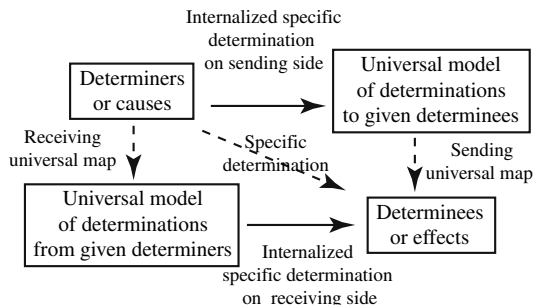 Internalized specific
determination
on sending side
Determiners
or causes
Universal model
of determinations
to given determinees
Receiving
universal map
Specific
determination
Sending
universal map
Universal model
of determinations
from given determiners
Determinees
or effects
Internalized
specific determination
on receiving side